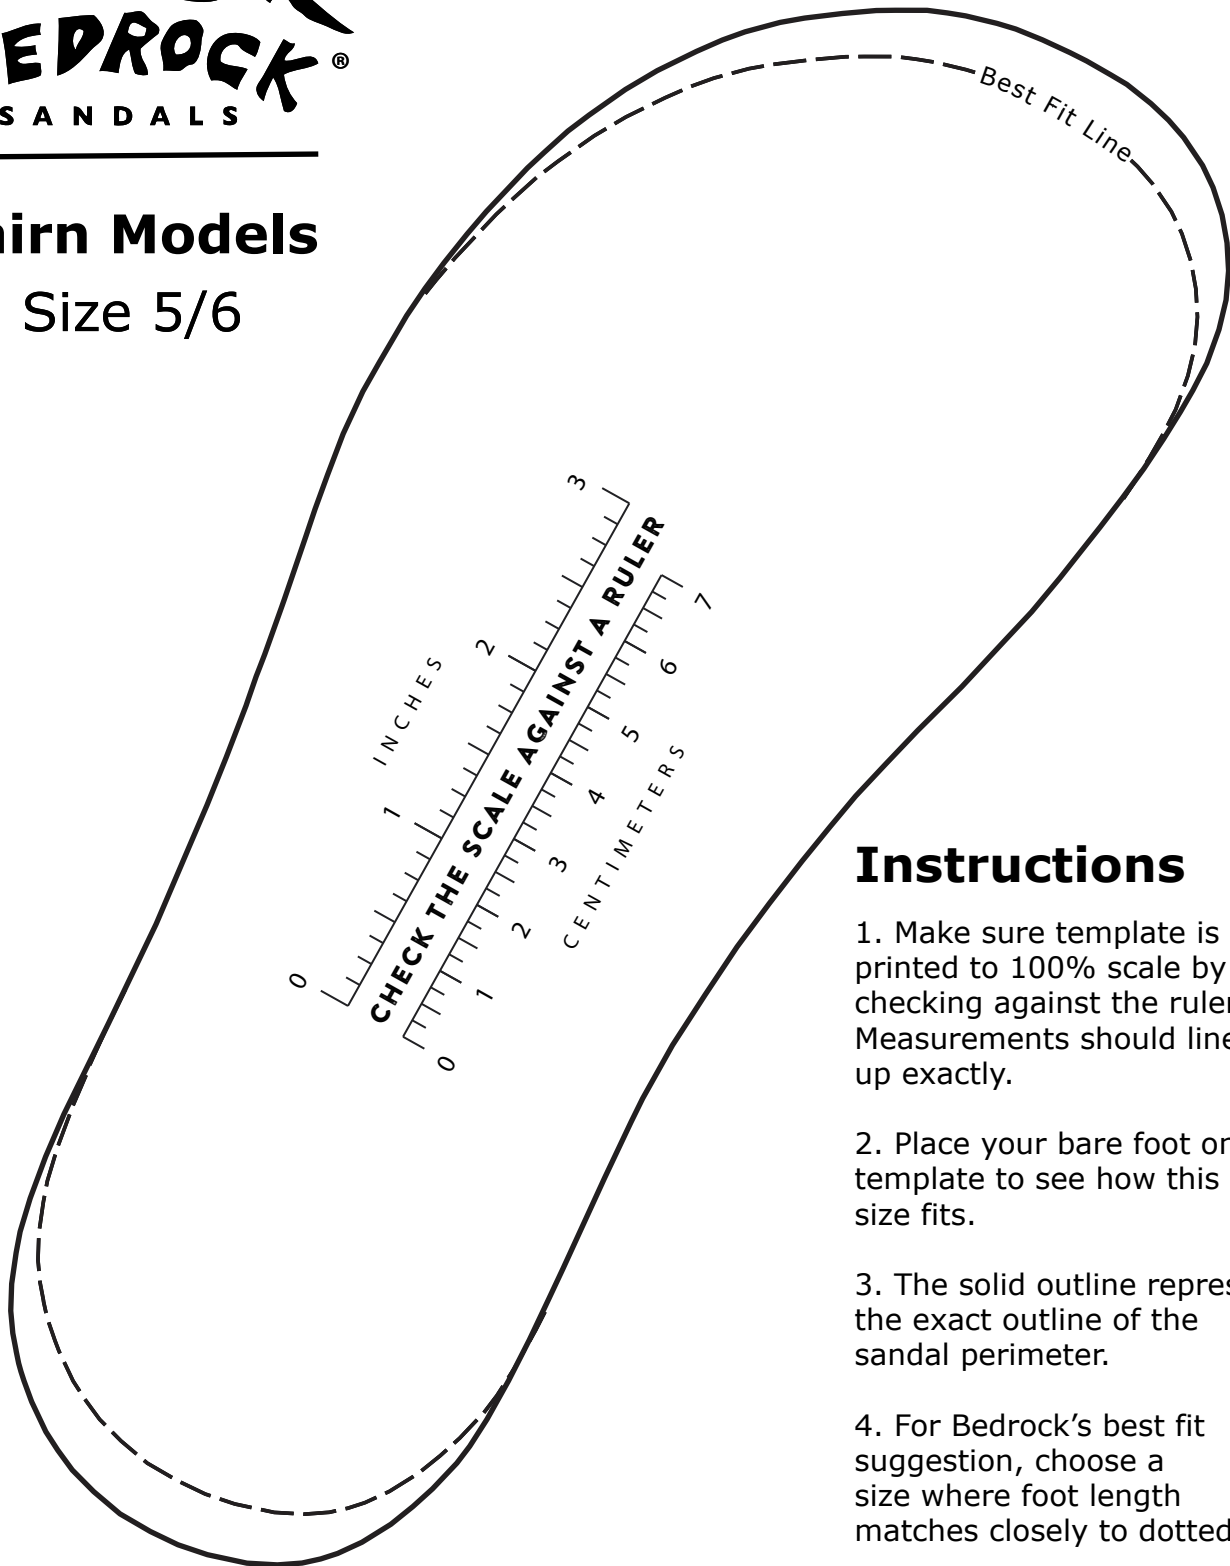 EDROCK®
SANDALS
irn Models
Size 5/6
Best Fit Line
INCHES
0 1 2 3
CHECK THE SCALE AGAINST A RULER
0 1 2 3 4 5 6 7
CENTIMETERS
Instructions
1. Make sure template is
printed to 100% scale by
checking against the ruler
Measurements should line
up exactly.
2. Place your bare foot on
template to see how this
size fits.
3. The solid outline repres
the exact outline of the
sandal perimeter.
4. For Bedrock’s best fit
suggestion, choose a
size where foot length
matches closely to dotted